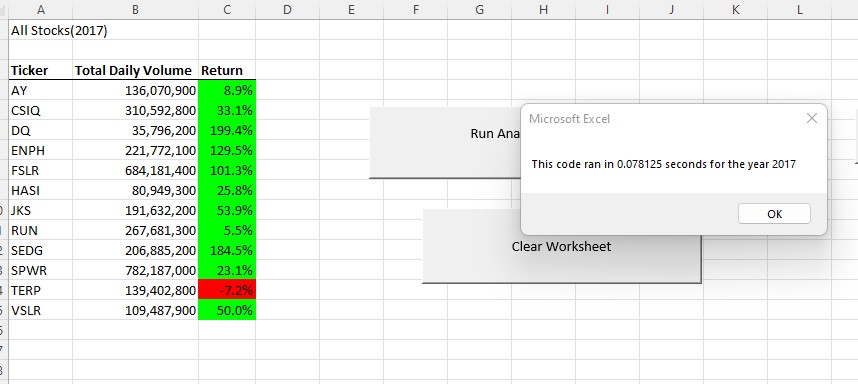 A B C D E F G H I J K L
All Stocks(2017)
Ticker Total Daily Volume Return
AY 136,070,900 8.9%
CSIQ 310,592,800 33.1%
DQ 35,796,200 199.4%
ENPH 221,772,100 129.5%
FSLR 684,181,400 101.3%
HASI 80,949,300 25.8%
JKS 191,632,200 53.9%
RUN 267,681,300 5.5%
SEDG 206,885,200 184.5%
SPWR 782,187,000 23.1%
TERP 139,402,800 -7.2%
VSLR 109,487,900 50.0%
Run Ana
Microsoft Excel
This code ran in 0.078125 seconds for the year 2017
OK
Clear Worksheet